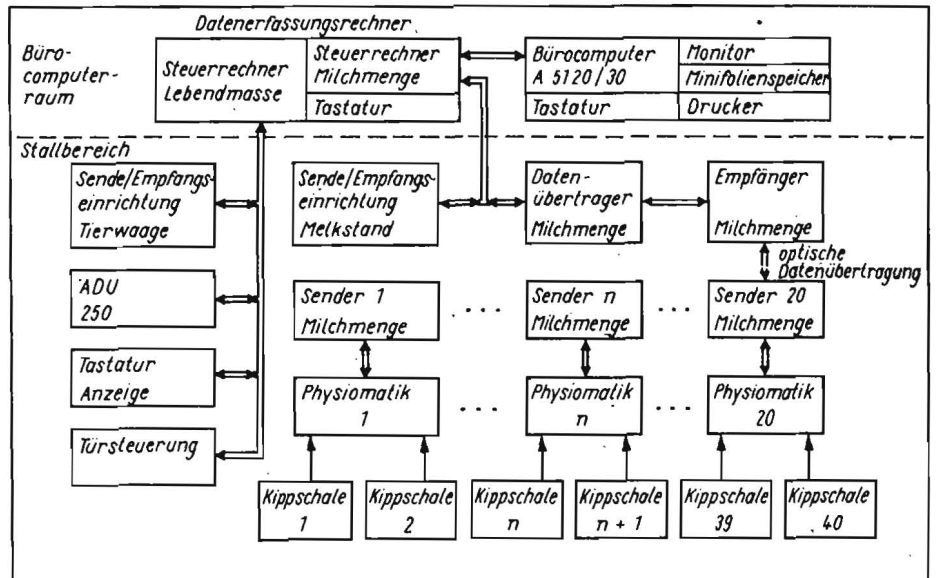 Datenerfassungsrechner
Büro-
computer-
raum
Steuerrechner
Lebendmasse
Steuerrechner
Milchmenge
Tastatur
Bürocomputer
A 5120/30
Tastatur
Monitor
Minifolienspeicher
Drucker
Stallbereich
Sende/Empfangs-
einrichtung
Tierwaage
Sende/Empfangs-
einrichtung
Melkstand
Daten-
übertrager
Milchmenge
Empfänger
Milchmenge
optische
Datenübertragung
ADU
250
Sender 1
Milchmenge
...
Sender n
Milchmenge
...
Sender 20
Milchmenge
Tastatur
Anzeige
Physiomatik
1
...
Physiomatik
n
...
Physiomatik
20
Türsteuerung
Kippschale
1
Kippschale
2
Kippschale
n
Kippschale
n + 1
Kippschale
39
Kippschale
40